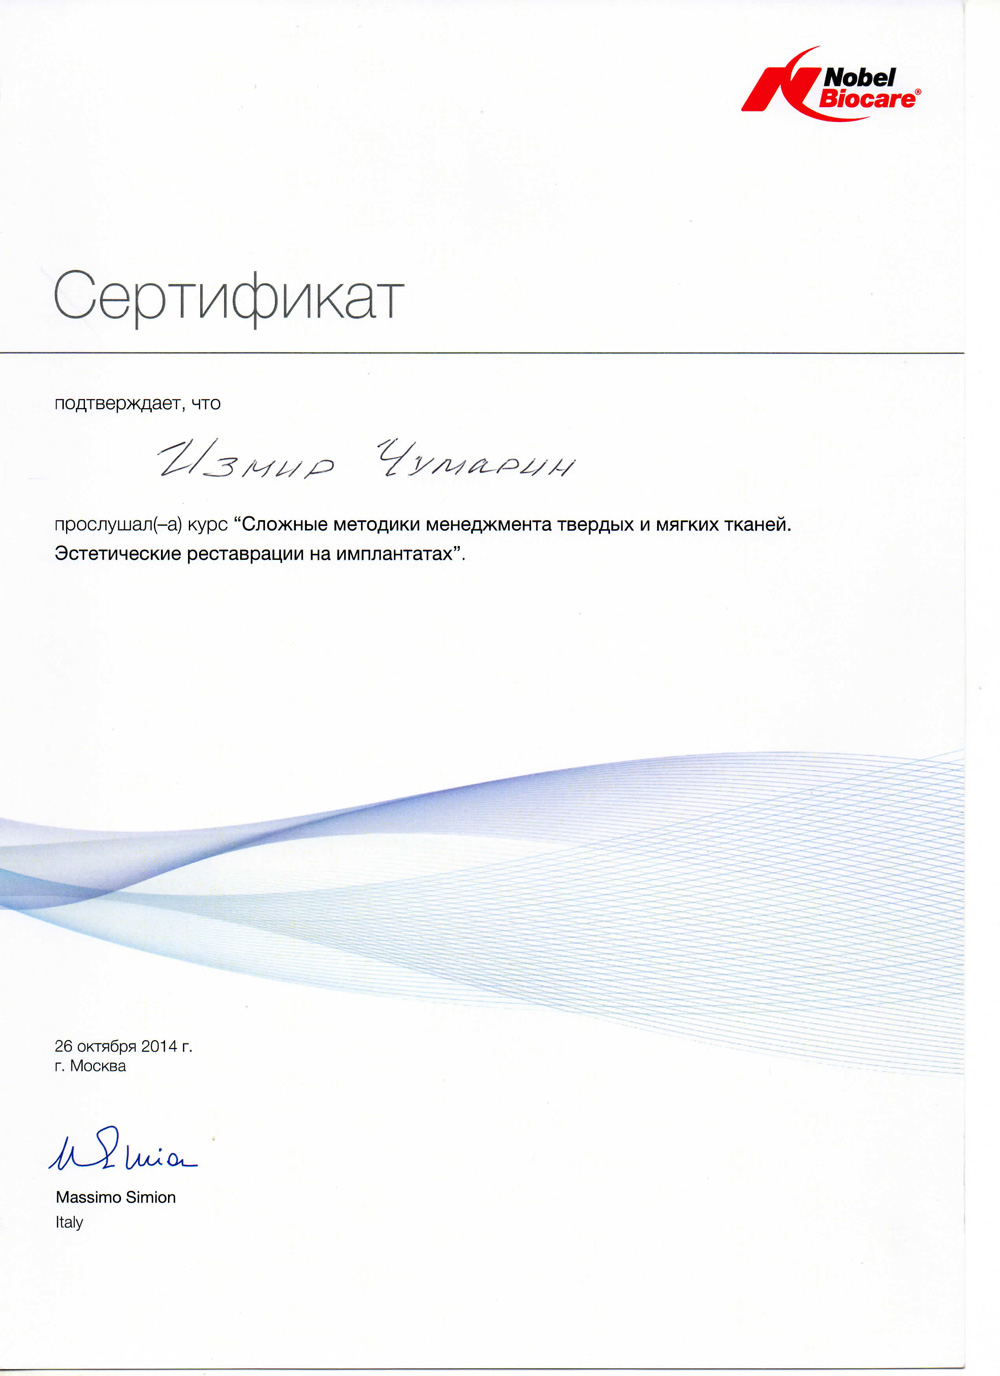 Nobel
Biocare®
Сертификат
подтверждает, что
Измир Чумарин
прослушал(–а) курс “Сложные методики менеджмента твердых и мягких тканей.
Эстетические реставрации на имплантатах”.
26 октября 2014 г.
г. Москва
Massimo Simion
Italy